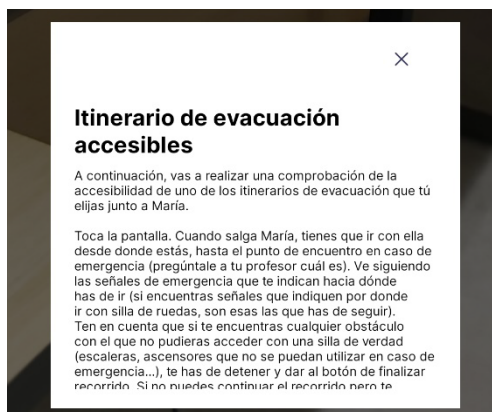 Itinerario de evacuación
accesibles
A continuación, vas a realizar una comprobación de la
accesibilidad de uno de los itinerarios de evacuación que tú
elijas junto a María.
Toca la pantalla. Cuando salga María, tienes que ir con ella
desde donde estás, hasta el punto de encuentro en caso de
emergencia (pregúntale a tu profesor cuál es). Ve siguiendo
las señales de emergencia que te indican hacia dónde
has de ir (si encuentras señales que indiquen por donde
ir con silla de ruedas, son esas las que has de seguir).
Ten en cuenta que si te encuentras cualquier obstáculo
con el que no pudieras acceder con una silla de verdad
(escaleras, ascensores que no se puedan utilizar en caso de
emergencia...), te has de detener y dar al botón de finalizar
recorrido. Si no puedes continuar el recorrido pero te